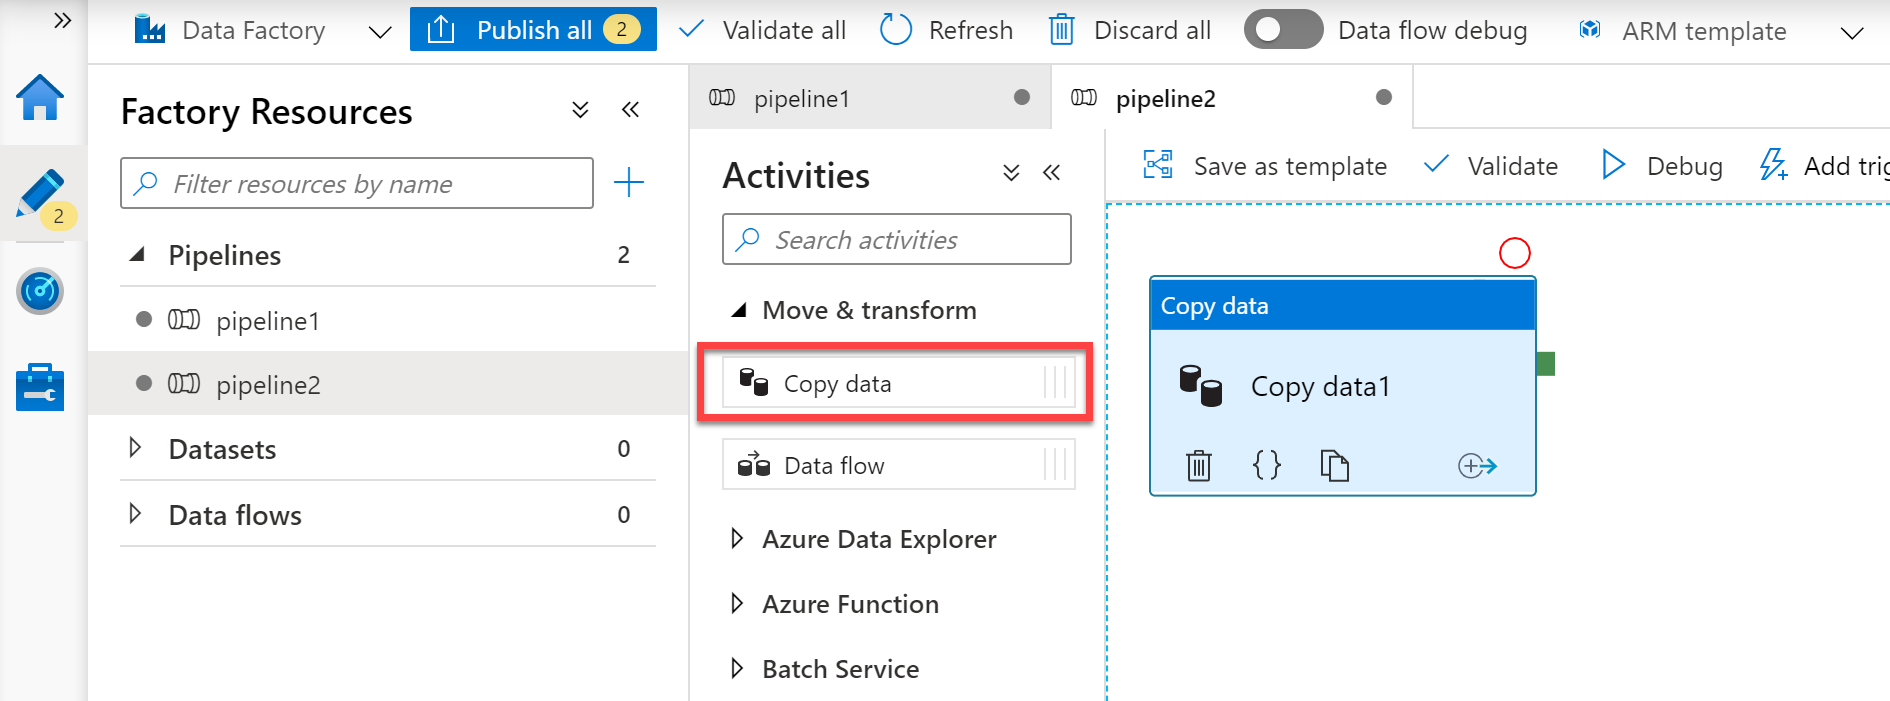 Data Factory
Publish all 2
Validate all
Refresh
Discard all
Data flow debug
ARM template
2
Factory Resources
Filter resources by name
Pipelines 2
pipeline1
pipeline2
Datasets 0
Data flows 0
pipeline1
pipeline2
Activities
Search activities
Move & transform
Copy data
Data flow
Azure Data Explorer
Azure Function
Batch Service
Save as template
Validate
Debug
Add trig
Copy data
Copy data1